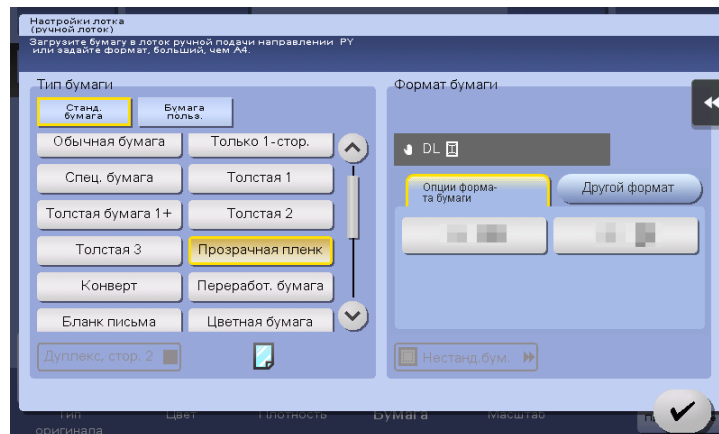 Настройки лотка
(ручной лоток)
Загрузите бумагу в лоток ручной подачи направлении PY
или задайте формат, больший, чем А4.
Тип бумаги
Станд.
бумага
Бумага
польз.
Обычная бумага
Только 1-стор.
Спец. бумага
Толстая 1
Толстая бумага 1+
Толстая 2
Толстая 3
Прозрачная пленк
Конверт
Переработ. бумага
Бланк письма
Цветная бумага
Дуплекс, стор. 2
Формат бумаги
DL
Опции форма-
та бумаги
Другой формат
Нестанд.бум.
Тип
оригинала
Цвет
Плотность
Бумага
Масштаб